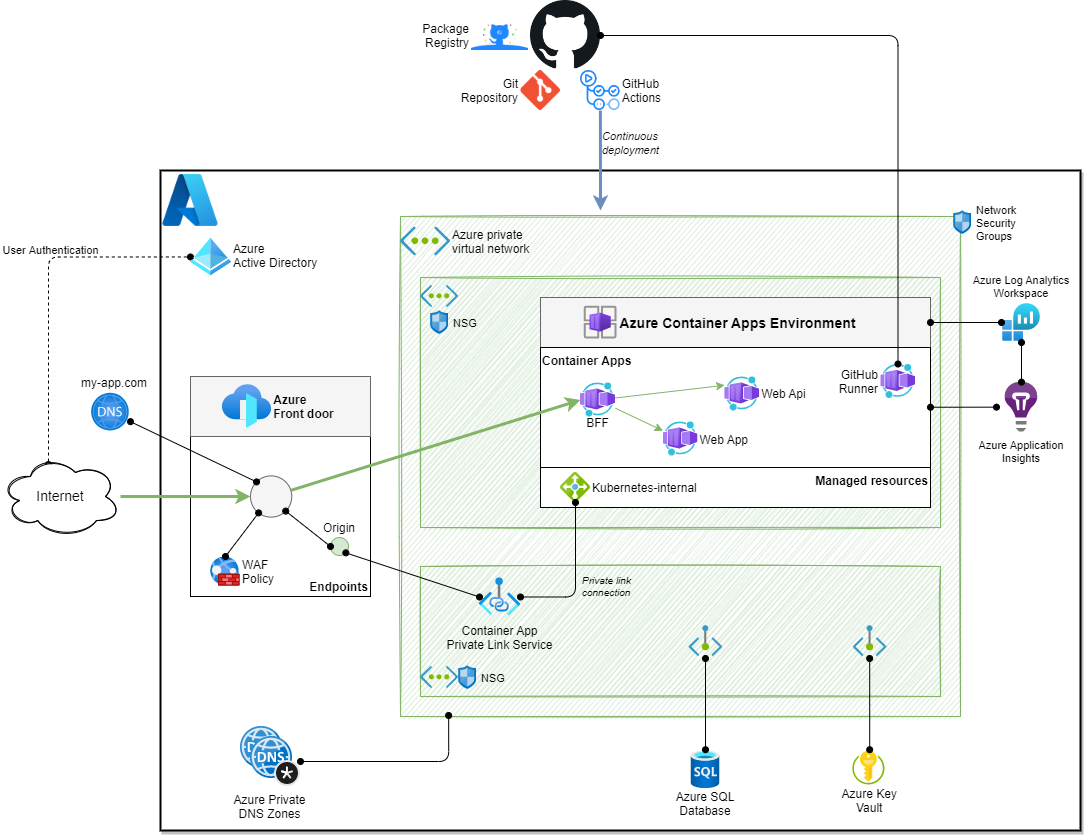 Package
Registry
Git
Repository
GitHub
Actions
Continuous
deployment
Network
Security
Groups
User Authentication
Azure
Active Directory
Azure private
virtual network
Azure Log Analytics
Workspace
NSG
Azure Container Apps Environment
Container Apps
GitHub
Runner
my-app.com
DNS
Azure
Front door
BFF
Web Api
Web App
Azure Application
Insights
Internet
Managed resources
Kubernetes-internal
Origin
WAF
Policy
Endpoints
Private link
connection
Container App
Private Link Service
NSG
DNS
SQL
Azure Private
DNS Zones
Azure SQL
Database
Azure Key
Vault